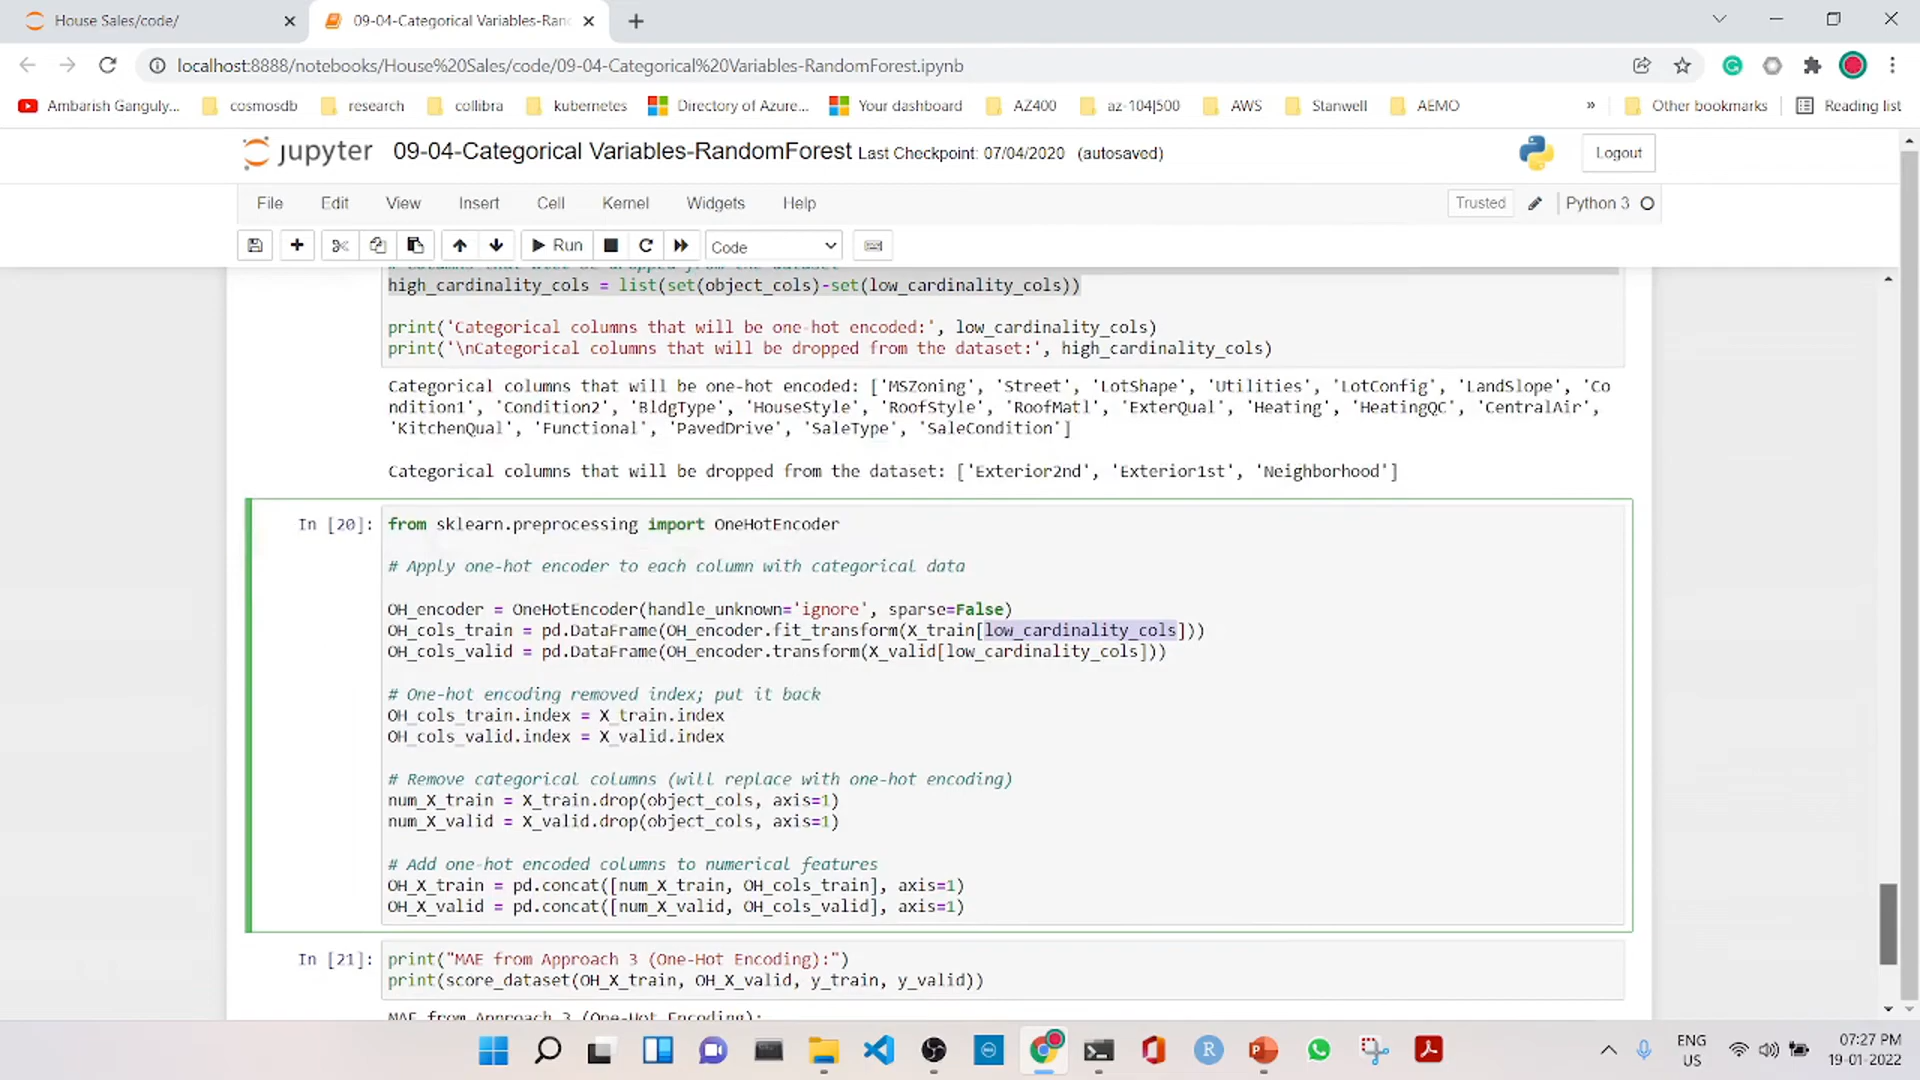 House Sales/code/
09-04-Categorical Variables-Ran
localhost:8888/notebooks/House%20Sales/code/09-04-Categorical%20Variables-RandomForest.ipynb
Ambarish Ganguly... cosmosdb research collibra kubernetes Directory of Azure... Your dashboard AZ400 az-104|500 AWS Stanwell AEMO » Other bookmarks Reading list
jupyter 09-04-Categorical Variables-RandomForest Last Checkpoint: 07/04/2020 (autosaved) Logout
File Edit View Insert Cell Kernel Widgets Help Trusted Python 3
Run Code
high_cardinality_cols = list(set(object_cols)-set(low_cardinality_cols))
print('Categorical columns that will be one-hot encoded:', low_cardinality_cols)
print('\nCategorical columns that will be dropped from the dataset:', high_cardinality_cols)
Categorical columns that will be one-hot encoded: ['MSZoning', 'Street', 'LotShape', 'Utilities', 'LotConfig', 'LandSlope', 'Co
ndition1', 'Condition2', 'BldgType', 'HouseStyle', 'RoofStyle', 'RoofMatl', 'ExterQual', 'Heating', 'HeatingQC', 'CentralAir',
'KitchenQual', 'Functional', 'PavedDrive', 'SaleType', 'SaleCondition']
Categorical columns that will be dropped from the dataset: ['Exterior2nd', 'Exterior1st', 'Neighborhood']
In [20]: from sklearn.preprocessing import OneHotEncoder
# Apply one-hot encoder to each column with categorical data
OH_encoder = OneHotEncoder(handle_unknown='ignore', sparse=False)
OH_cols_train = pd.DataFrame(OH_encoder.fit_transform(X_train[low_cardinality_cols]))
OH_cols_valid = pd.DataFrame(OH_encoder.transform(X_valid[low_cardinality_cols]))
# One-hot encoding removed index; put it back
OH_cols_train.index = X_train.index
OH_cols_valid.index = X_valid.index
# Remove categorical columns (will replace with one-hot encoding)
num_X_train = X_train.drop(object_cols, axis=1)
num_X_valid = X_valid.drop(object_cols, axis=1)
# Add one-hot encoded columns to numerical features
OH_X_train = pd.concat([num_X_train, OH_cols_train], axis=1)
OH_X_valid = pd.concat([num_X_valid, OH_cols_valid], axis=1)
In [21]: print("MAE from Approach 3 (One-Hot Encoding):")
print(score_dataset(OH_X_train, OH_X_valid, y_train, y_valid))
MAE from Approach 3 (One-Hot Encoding):
ENG
US
07:27 PM
19-01-2022